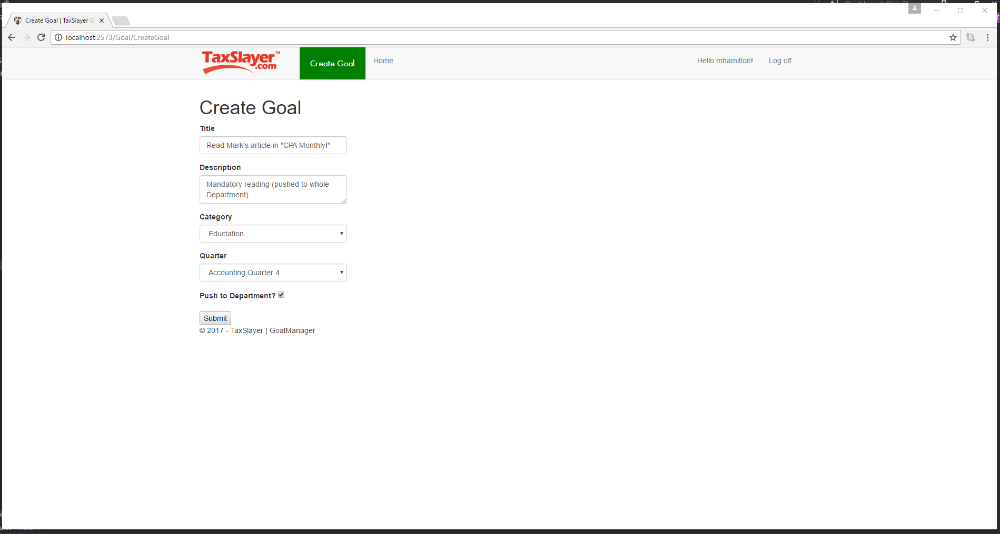 Create Goal | TaxSlayer G
localhost:2573/Goal/CreateGoal
TaxSlayer™
.com
Create Goal
Home
Hello mhamilton!
Log off
Create Goal
Title
Read Mark's article in "CPA Monthly!"
Description
Mandatory reading (pushed to whole
Department)
Category
Eductation
Quarter
Accounting Quarter 4
Push to Department?
Submit
© 2017 - TaxSlayer | GoalManager